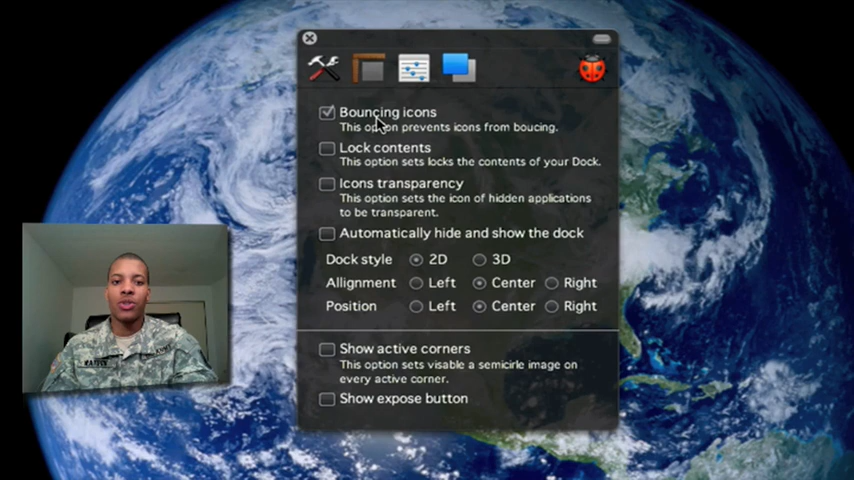 Bouncing icons
This option prevents icons from boucing.
Lock contents
This option sets locks the contents of your Dock.
Icons transparency
This option sets the icon of hidden applications
to be transparent.
Automatically hide and show the dock
Dock style 2D 3D
Allignment Left Center Right
Position Left Center Right
Show active corners
This option sets visable a semicirle image on
every active corner.
Show expose button